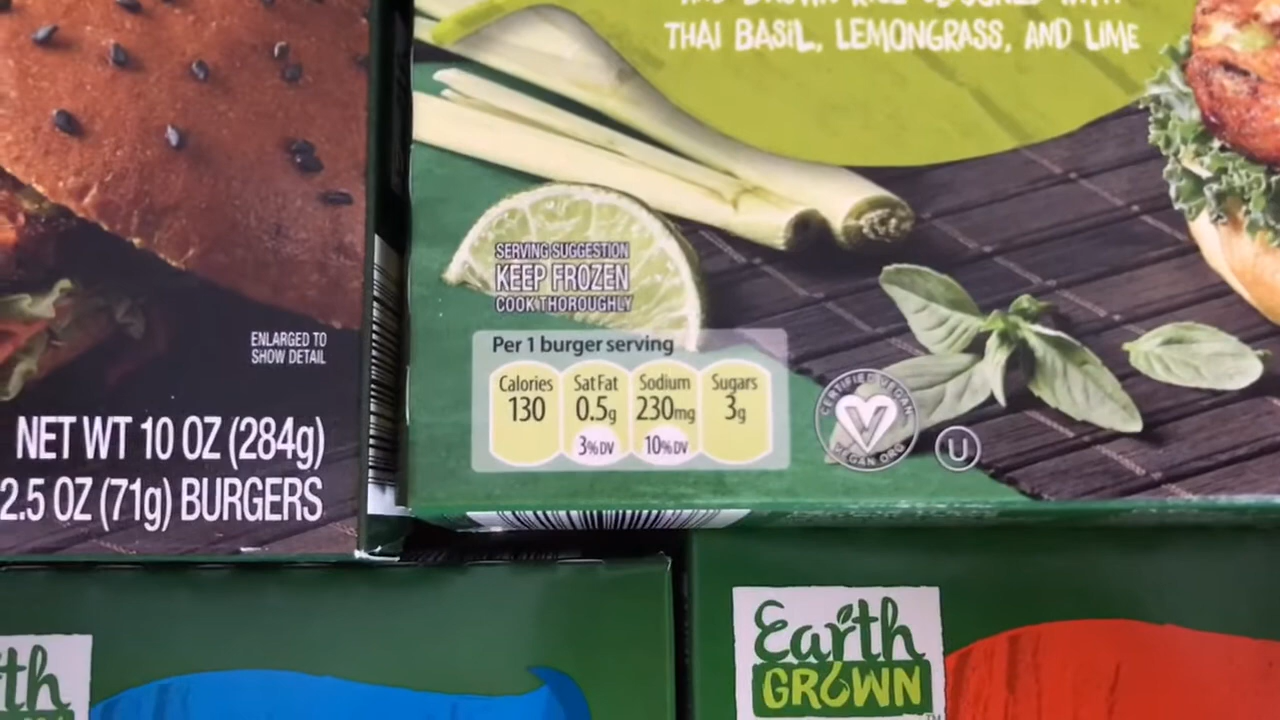 THAI BASIL, LEMONGRASS, AND LIME
SERVING SUGGESTION
KEEP FROZEN
COOK THOROUGHLY
ENLARGED TO
SHOW DETAIL
NET WT 10 OZ (284g)
2.5 OZ (71g) BURGERS
Per 1 burger serving
Calories
130
Sat Fat
0.5g
3% DV
Sodium
230mg
10% DV
Sugars
3g
CERTIFIED VEGAN
V
VEGAN.ORG
U
Earth
GROWN
TM
th